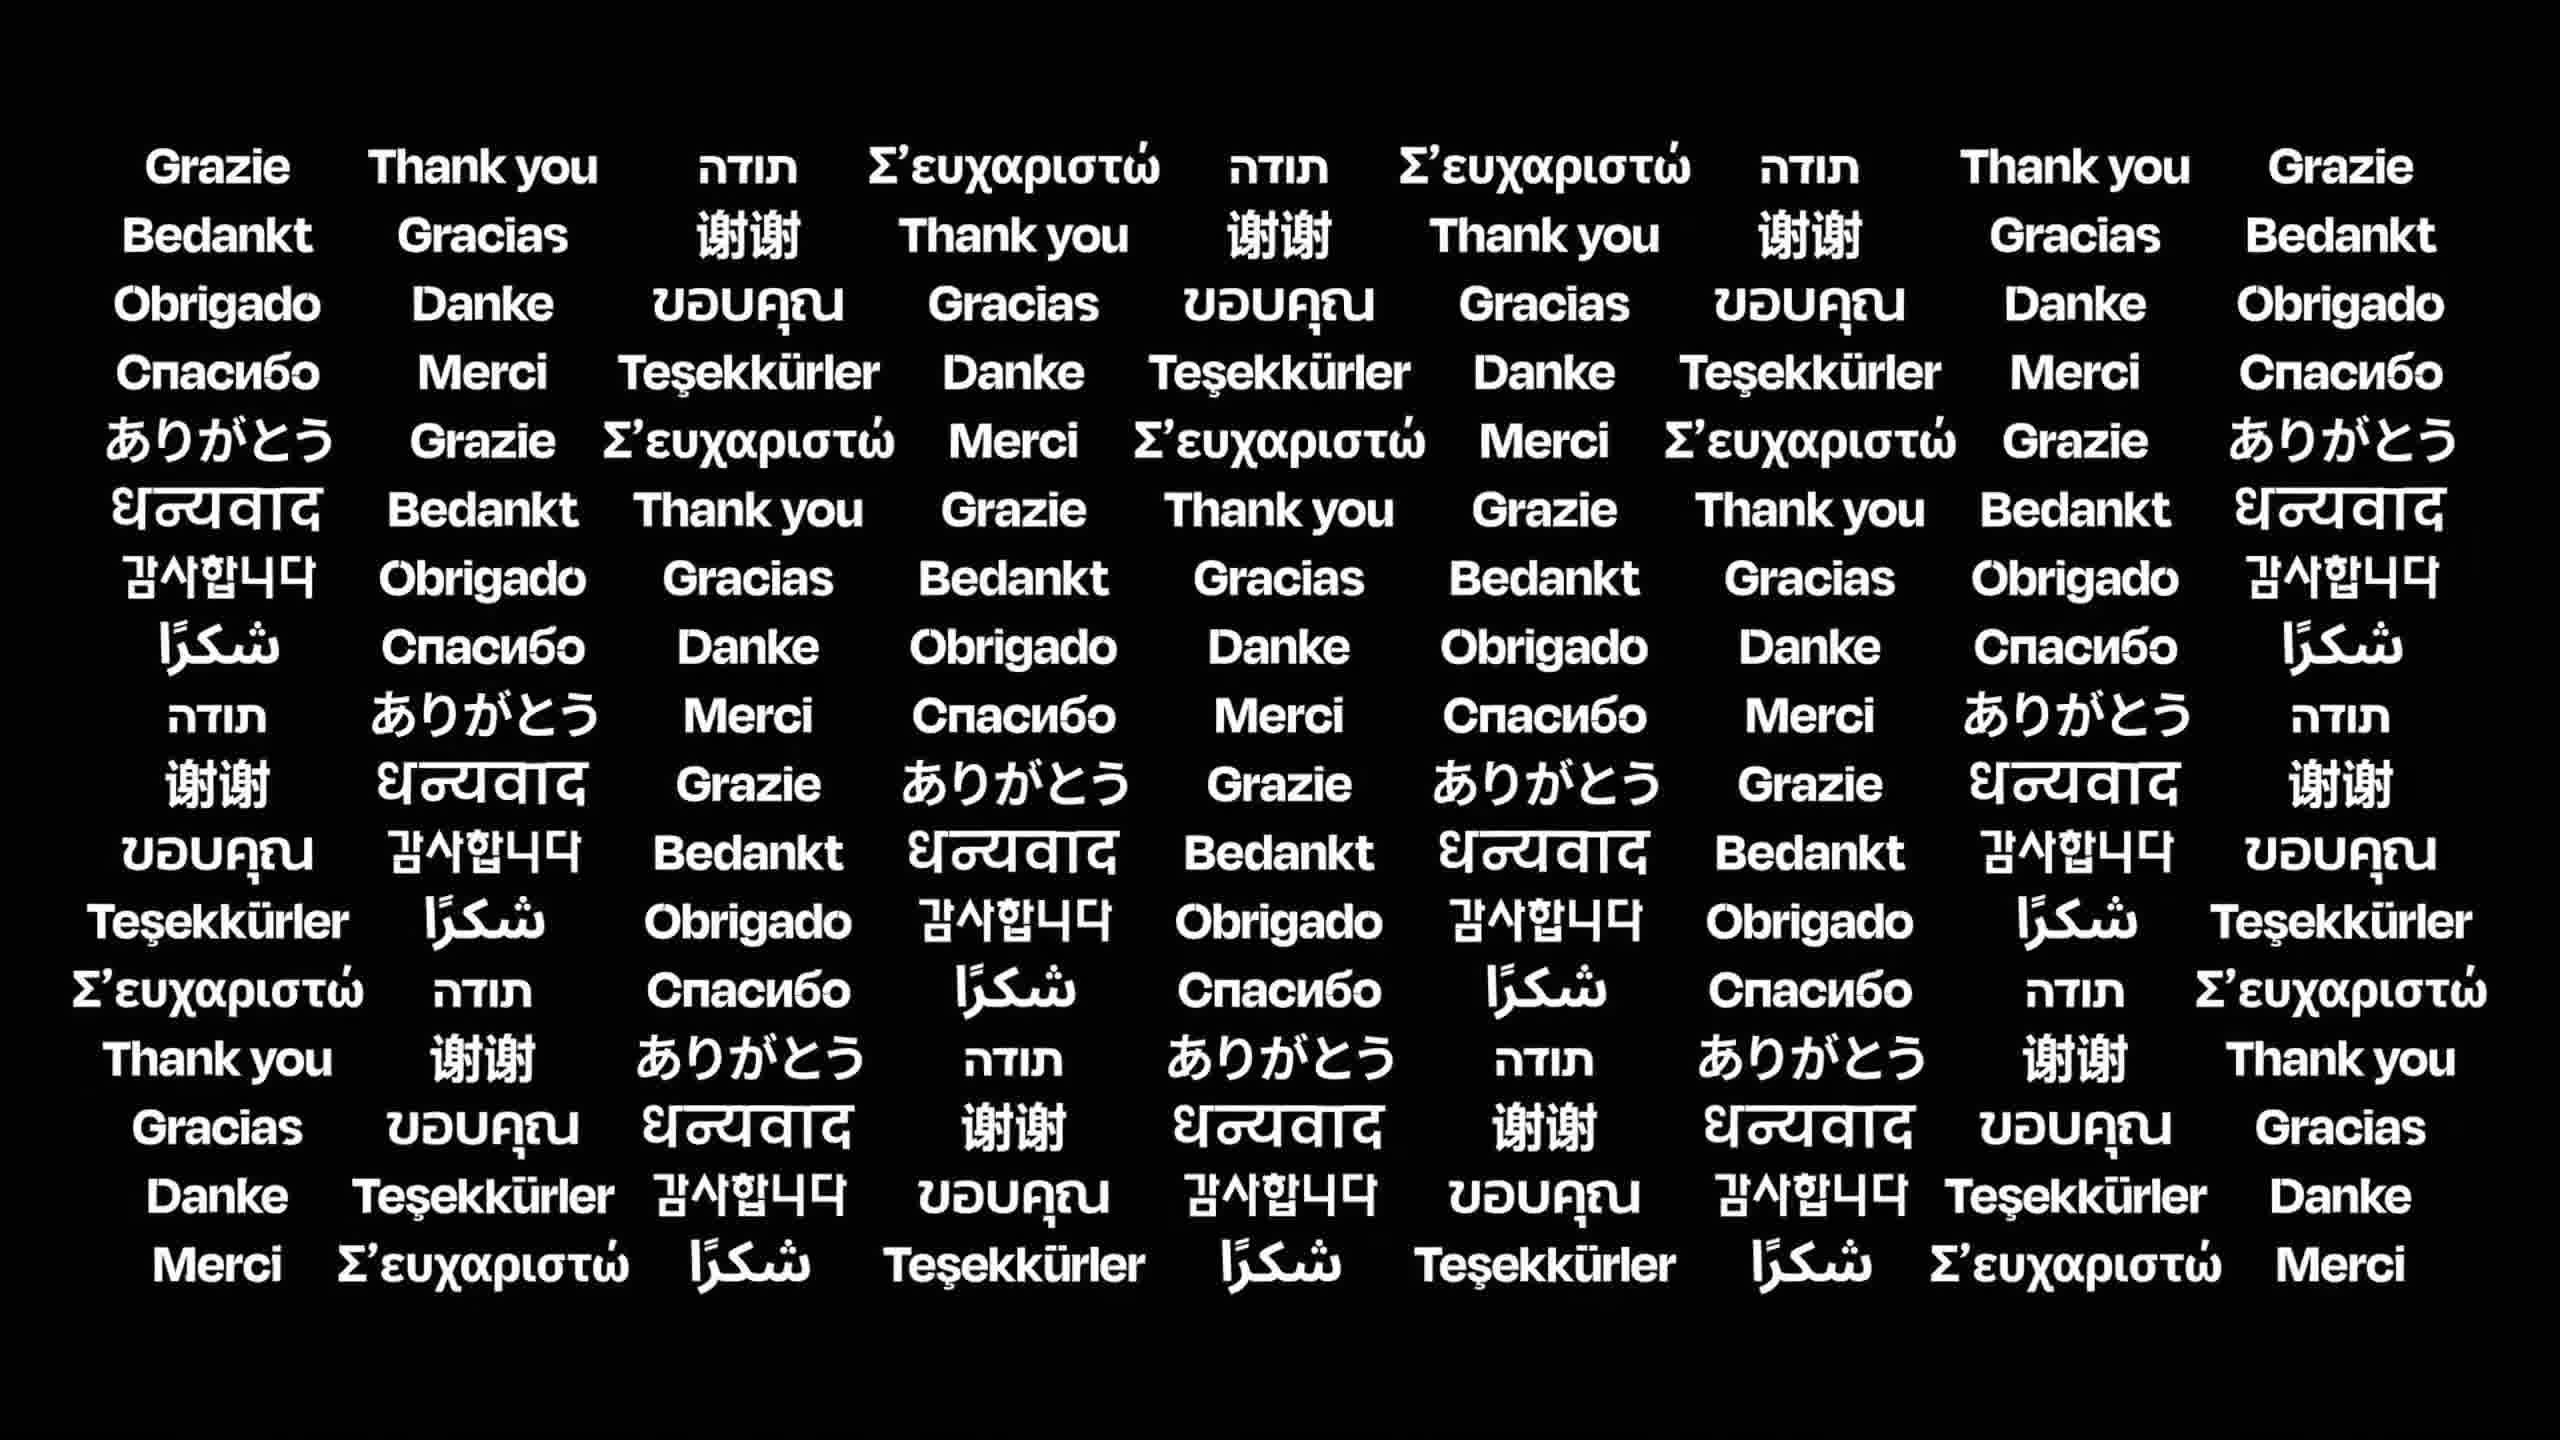 Grazie Thank you תודה Σ’ευχαριστώ תודה Σ’ευχαριστώ תודה Thank you Grazie
Bedankt Gracias 谢谢 Thank you 谢谢 Thank you 谢谢 Gracias Bedankt
Obrigado Danke ขอบคุณ Gracias ขอบคุณ Gracias ขอบคุณ Danke Obrigado
Спасибо Merci Teşekkürler Danke Teşekkürler Danke Teşekkürler Merci Спасибо
ありがとう Grazie Σ’ευχαριστώ Merci Σ’ευχαριστώ Merci Σ’ευχαριστώ Grazie ありがとう
धन्यवाद Bedankt Thank you Grazie Thank you Grazie Thank you Bedankt धन्यवाद
감사합니다 Obrigado Gracias Bedankt Gracias Bedankt Gracias Obrigado 감사합니다
شكرًا Спасибо Danke Obrigado Danke Obrigado Danke Спасибо شكرًا
תודה ありがとう Merci Спасибо Merci Спасибо Merci ありがとう תודה
谢谢 धन्यवाद Grazie ありがとう Grazie ありがとう Grazie धन्यवाद 谢谢
ขอบคุณ 감사합니다 Bedankt धन्यवाद Bedankt धन्यवाद Bedankt 감사합니다 ขอบคุณ
Teşekkürler شكرًا Obrigado 감사합니다 Obrigado 감사합니다 Obrigado شكرًا Teşekkürler
Σ’ευχαριστώ תודה Спасибо شكرًا Спасибо شكرًا Спасибо תודה Σ’ευχαριστώ
Thank you 谢谢 ありがとう תודה ありがとう תודה ありがとう 谢谢 Thank you
Gracias ขอบคุณ धन्यवाद 谢谢 धन्यवाद 谢谢 धन्यवाद ขอบคุณ Gracias
Danke Teşekkürler 감사합니다 ขอบคุณ 감사합니다 ขอบคุณ 감사합니다 Teşekkürler Danke
Merci Σ’ευχαριστώ شكرًا Teşekkürler شكرًا Teşekkürler شكرًا Σ’ευχαριστώ Merci